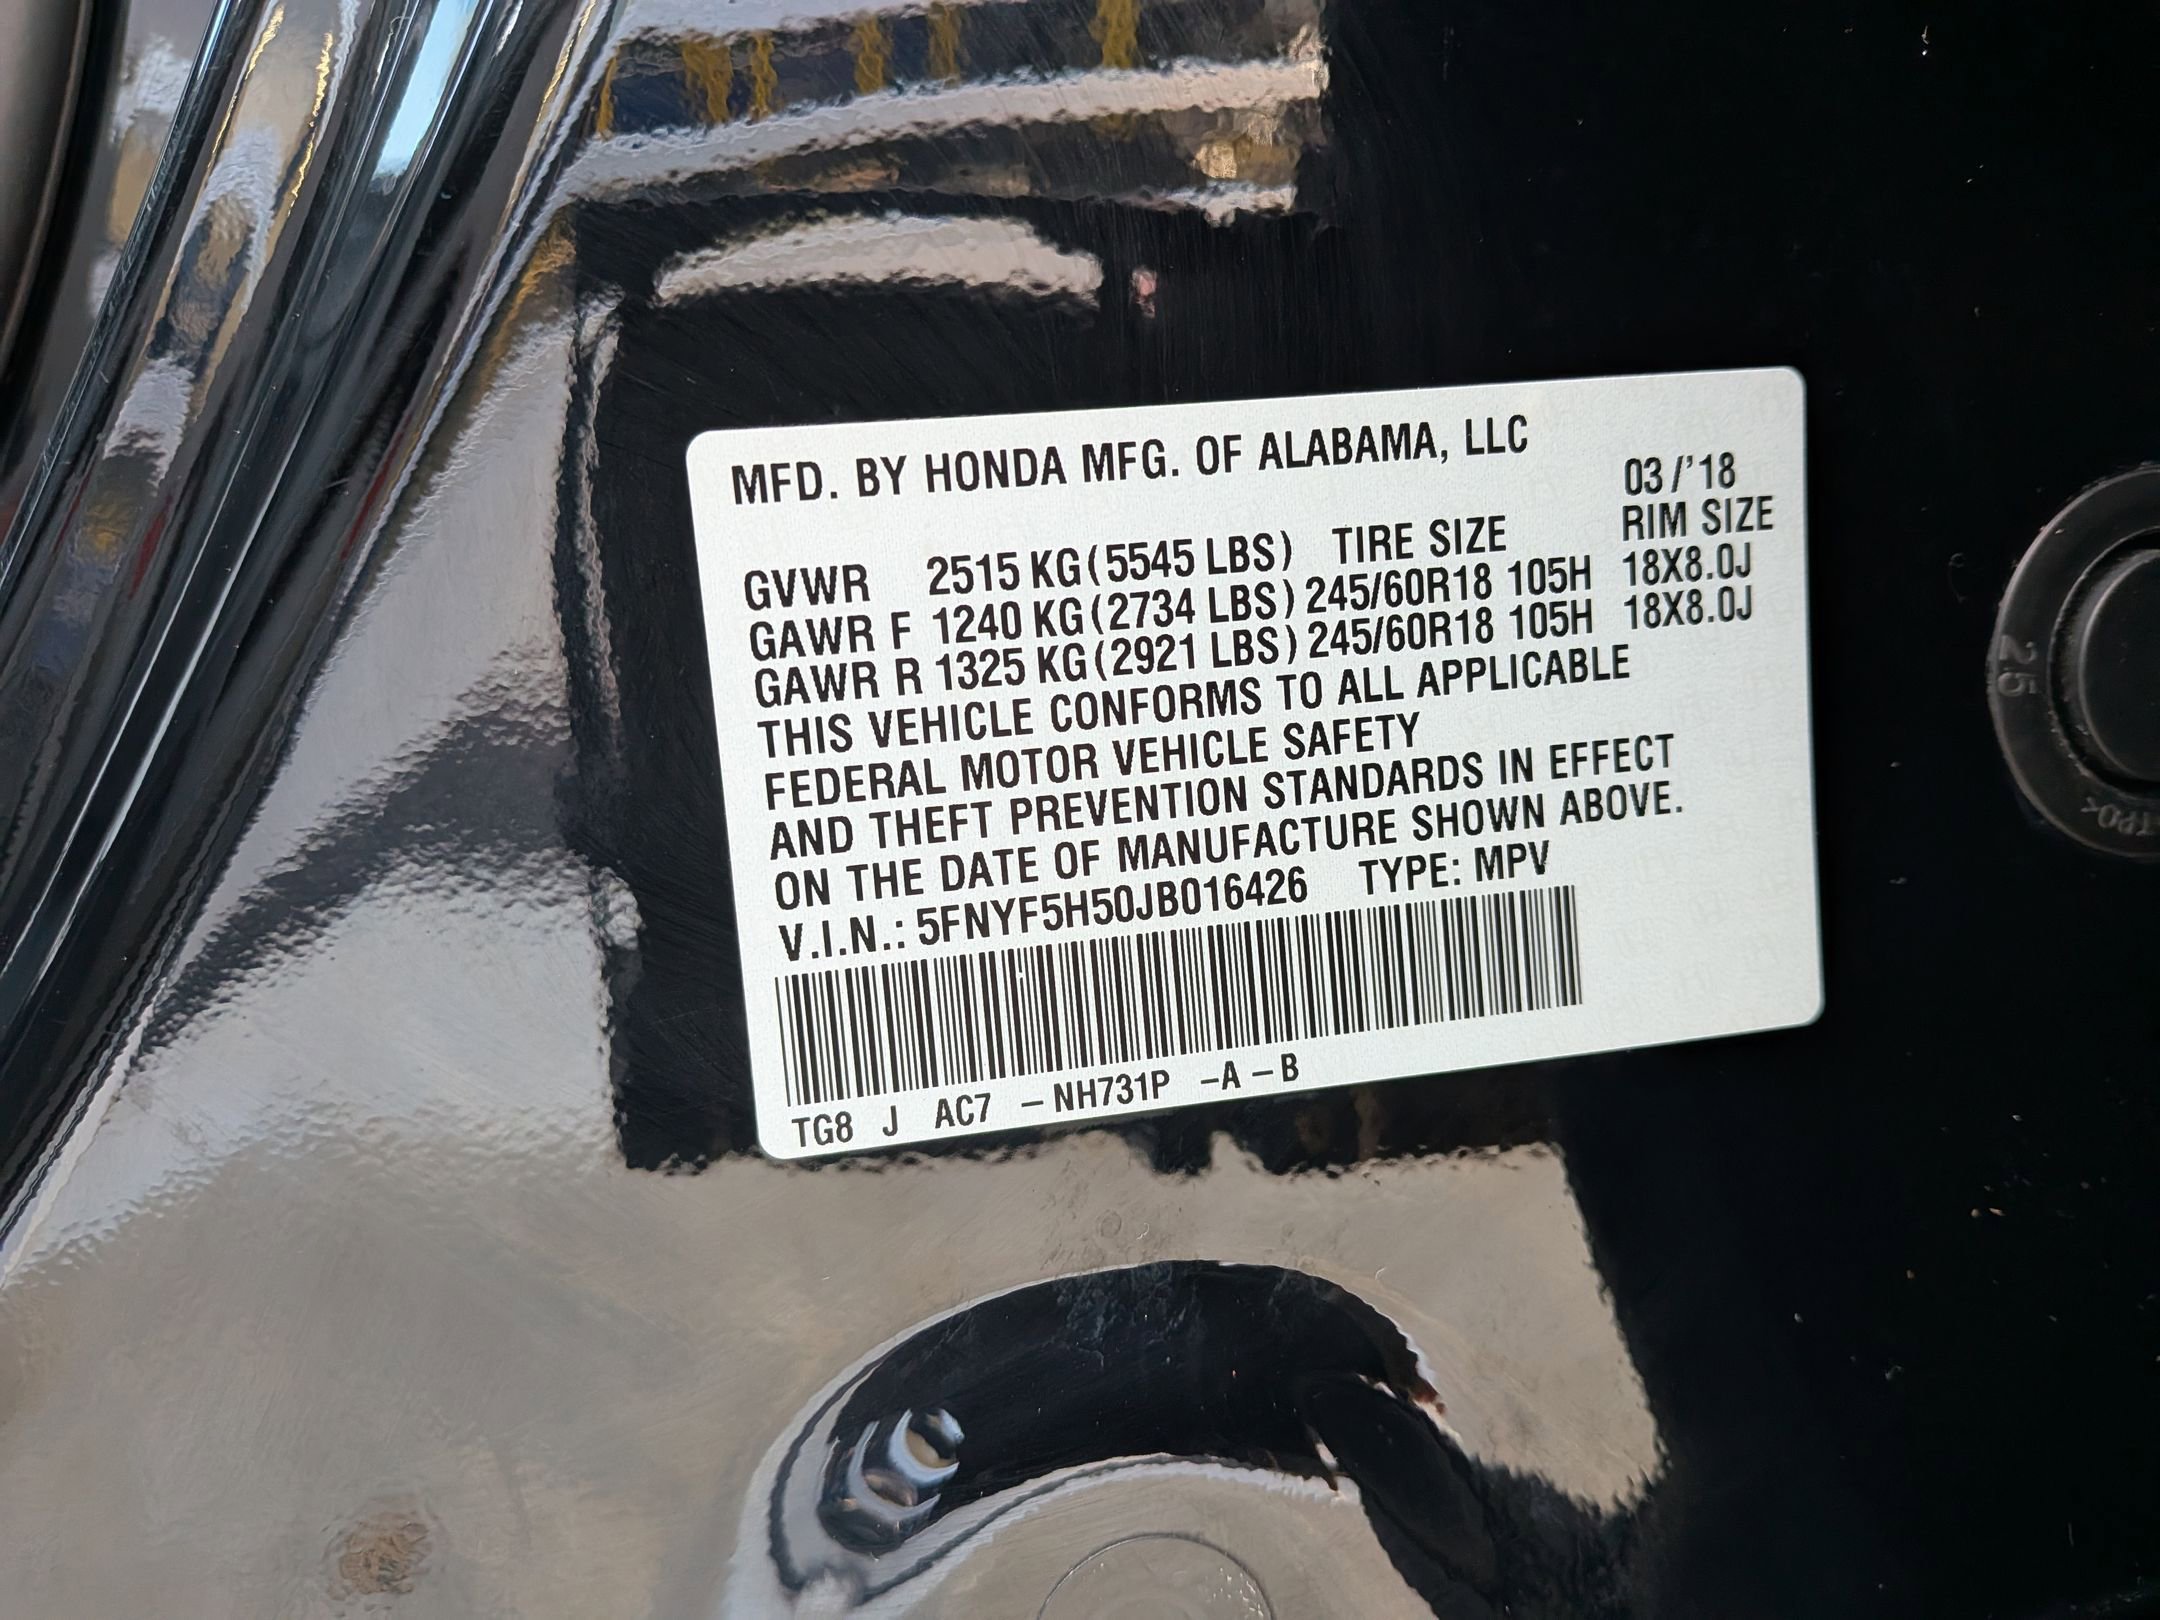 MFD. BY HONDA MFG. OF ALABAMA, LLC
03/'18
GVWR 2515 KG(5545 LBS) TIRE SIZE RIM SIZE
GAWR F 1240 KG(2734 LBS) 245/60R18 105H 18X8.0J
GAWR R 1325 KG(2921 LBS) 245/60R18 105H 18X8.0J
THIS VEHICLE CONFORMS TO ALL APPLICABLE
FEDERAL MOTOR VEHICLE SAFETY
AND THEFT PREVENTION STANDARDS IN EFFECT
ON THE DATE OF MANUFACTURE SHOWN ABOVE.
V.I.N.: 5FNYF5H50JB016426 TYPE: MPV
TG8 J AC7 –NH731P –A –B
25